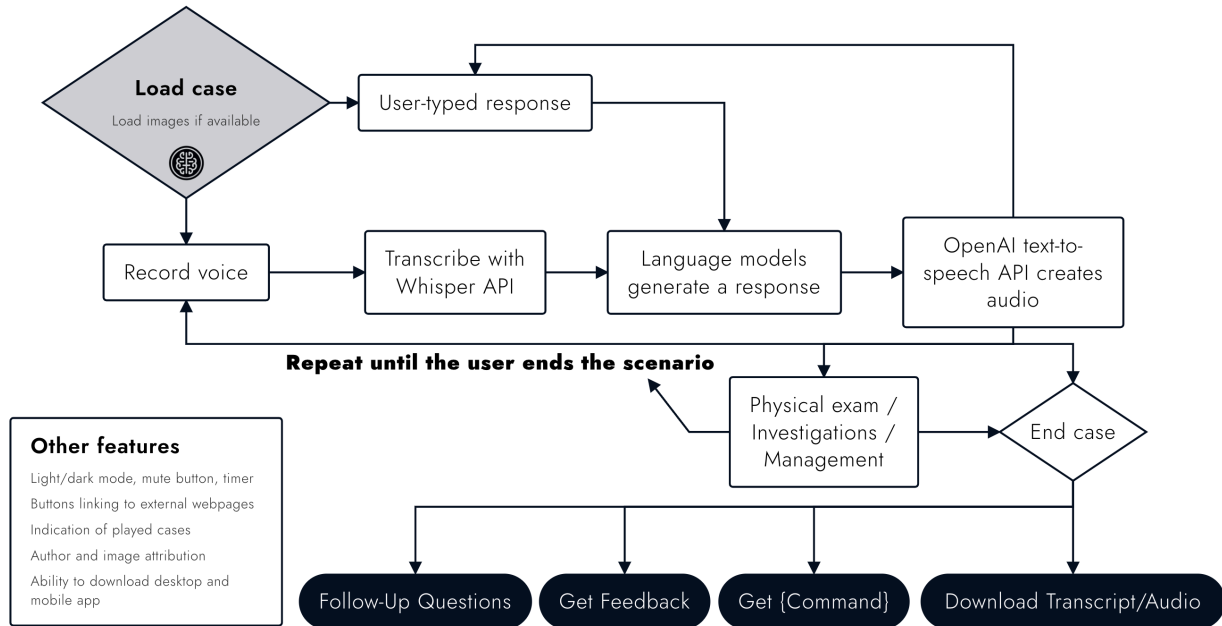 Load case
Load images if available
User-typed response
Record voice
Transcribe with
Whisper API
Language models
generate a response
OpenAI text-to-
speech API creates
audio
Repeat until the user ends the scenario
Physical exam /
Investigations /
Management
End case
Other features
Light/dark mode, mute button, timer
Buttons linking to external webpages
Indication of played cases
Author and image attribution
Ability to download desktop and
mobile app
Follow-Up Questions
Get Feedback
Get {Command}
Download Transcript/Audio